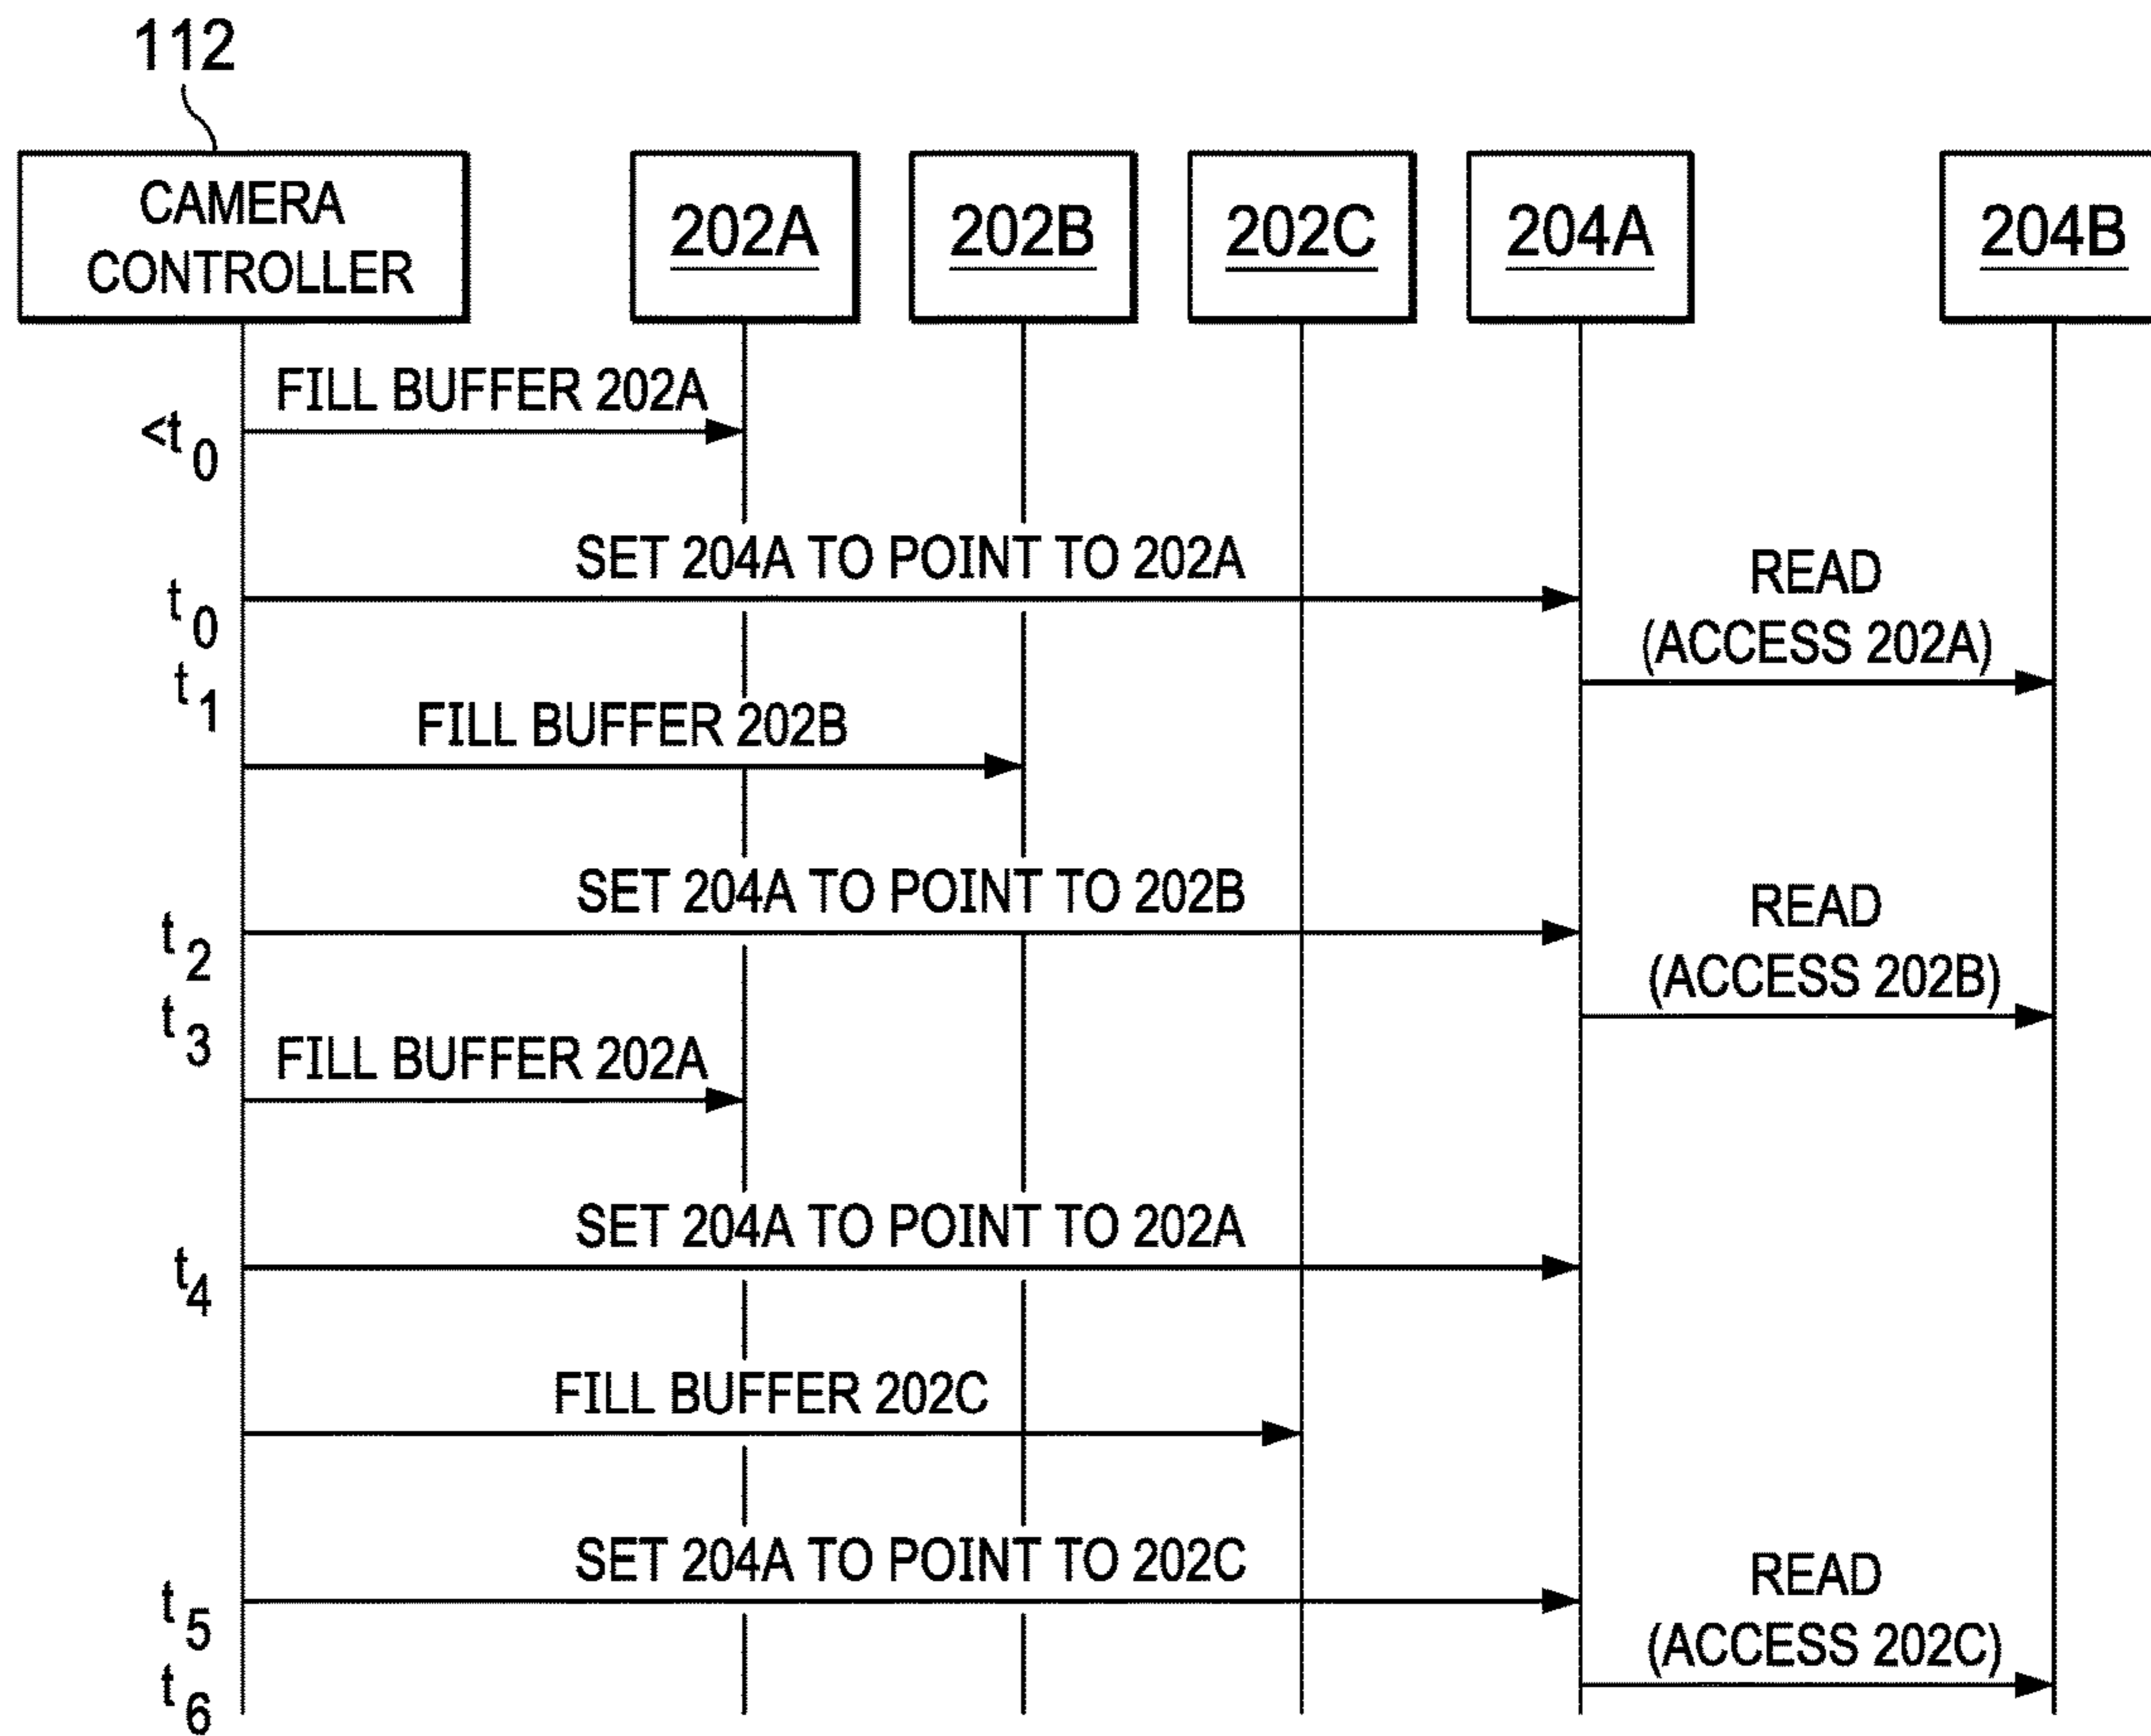 112
CAMERA
CONTROLLER
202A
202B
202C
204A
204B
FILL BUFFER 202A
<t0
SET 204A TO POINT TO 202A
t0
READ
(ACCESS 202A)
t1
FILL BUFFER 202B
SET 204A TO POINT TO 202B
t2
READ
(ACCESS 202B)
t3
FILL BUFFER 202A
SET 204A TO POINT TO 202A
t4
FILL BUFFER 202C
SET 204A TO POINT TO 202C
t5
READ
(ACCESS 202C)
t6